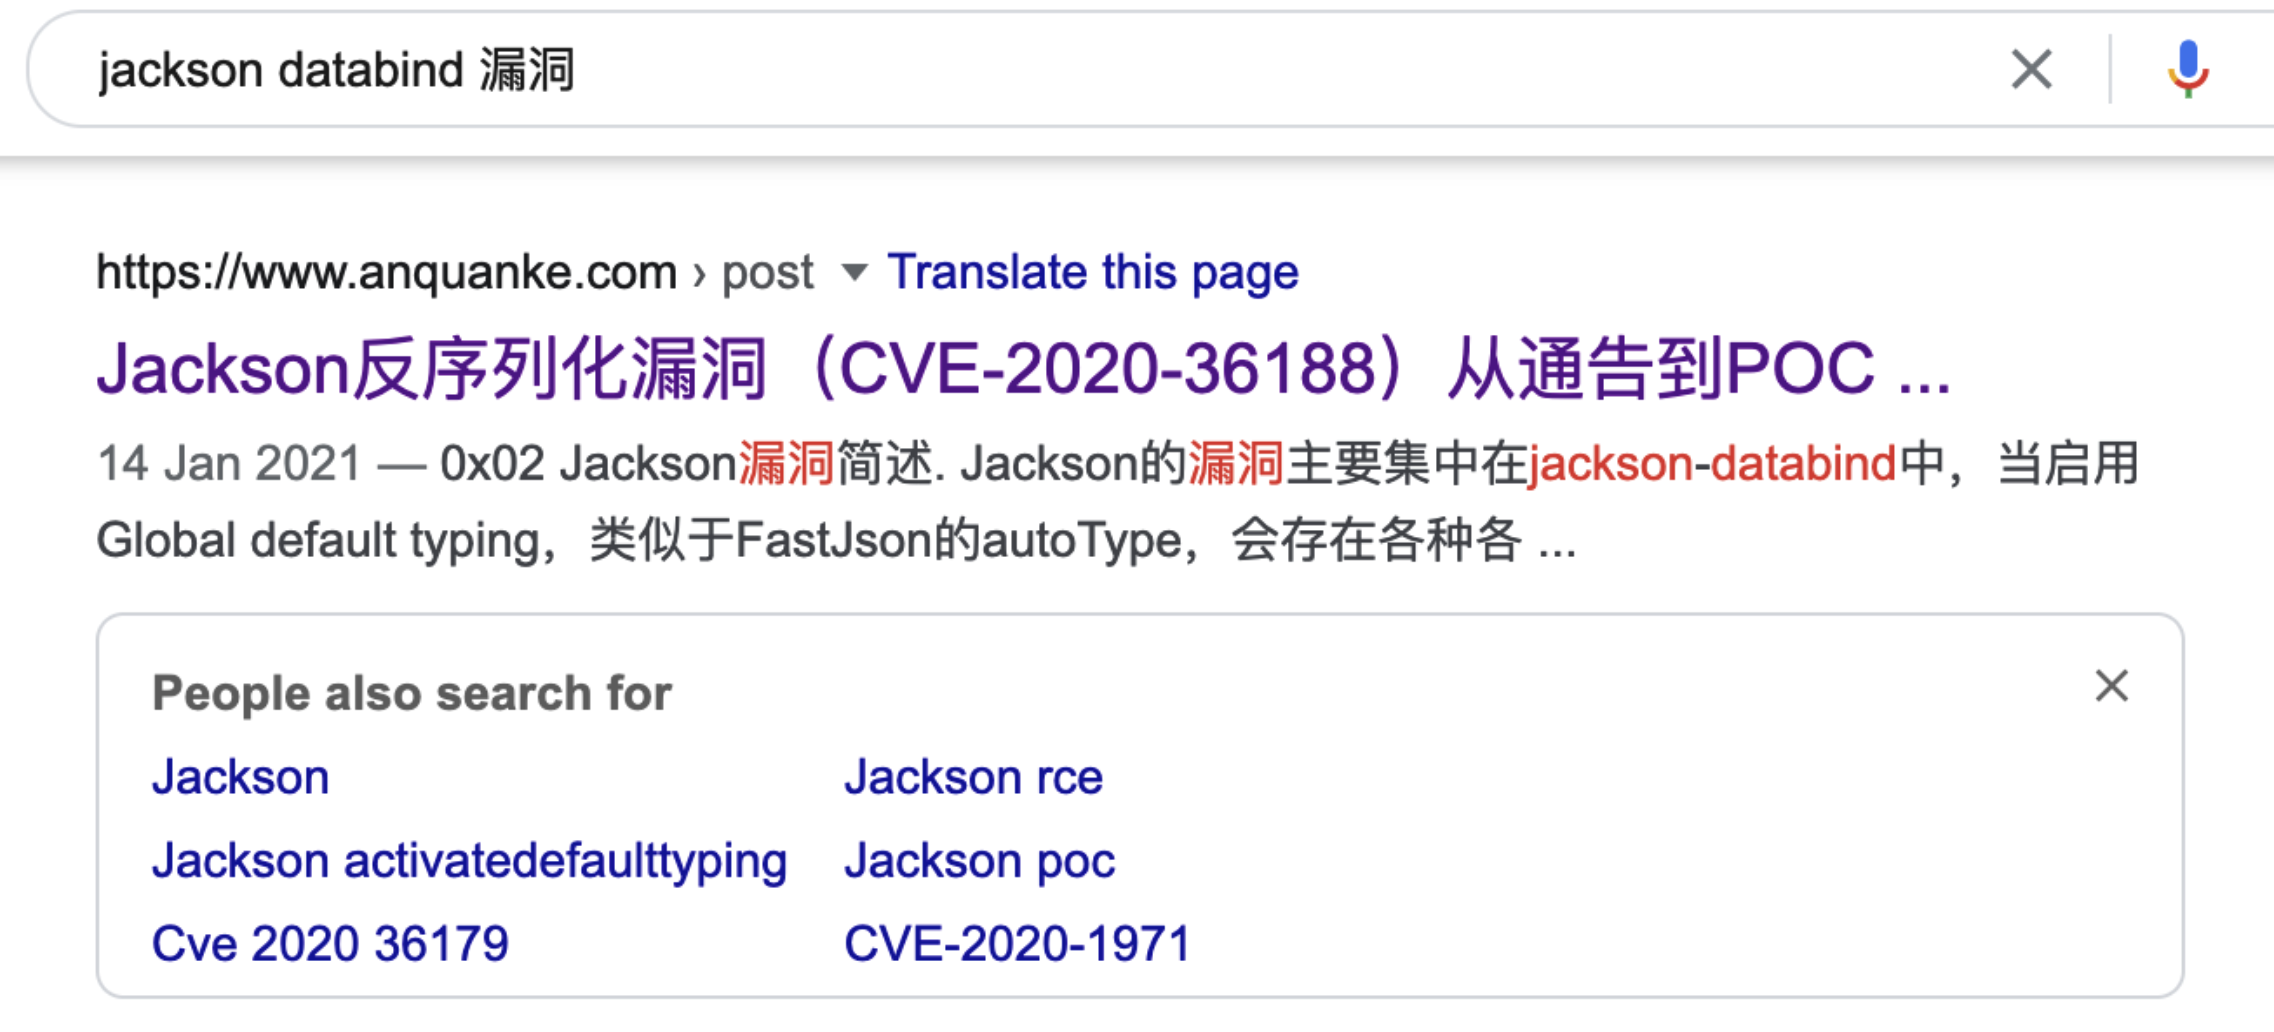 jackson databind 漏洞
https://www.anquanke.com › post Translate this page
Jackson反序列化漏洞（CVE-2020-36188）从通告到POC ...
14 Jan 2021 — 0x02 Jackson漏洞简述. Jackson的漏洞主要集中在jackson-databind中，当启用
Global default typing，类似于FastJson的autoType，会存在各种各 ...
People also search for
Jackson Jackson rce
Jackson activatedefaulttyping Jackson poc
Cve 2020 36179 CVE-2020-1971